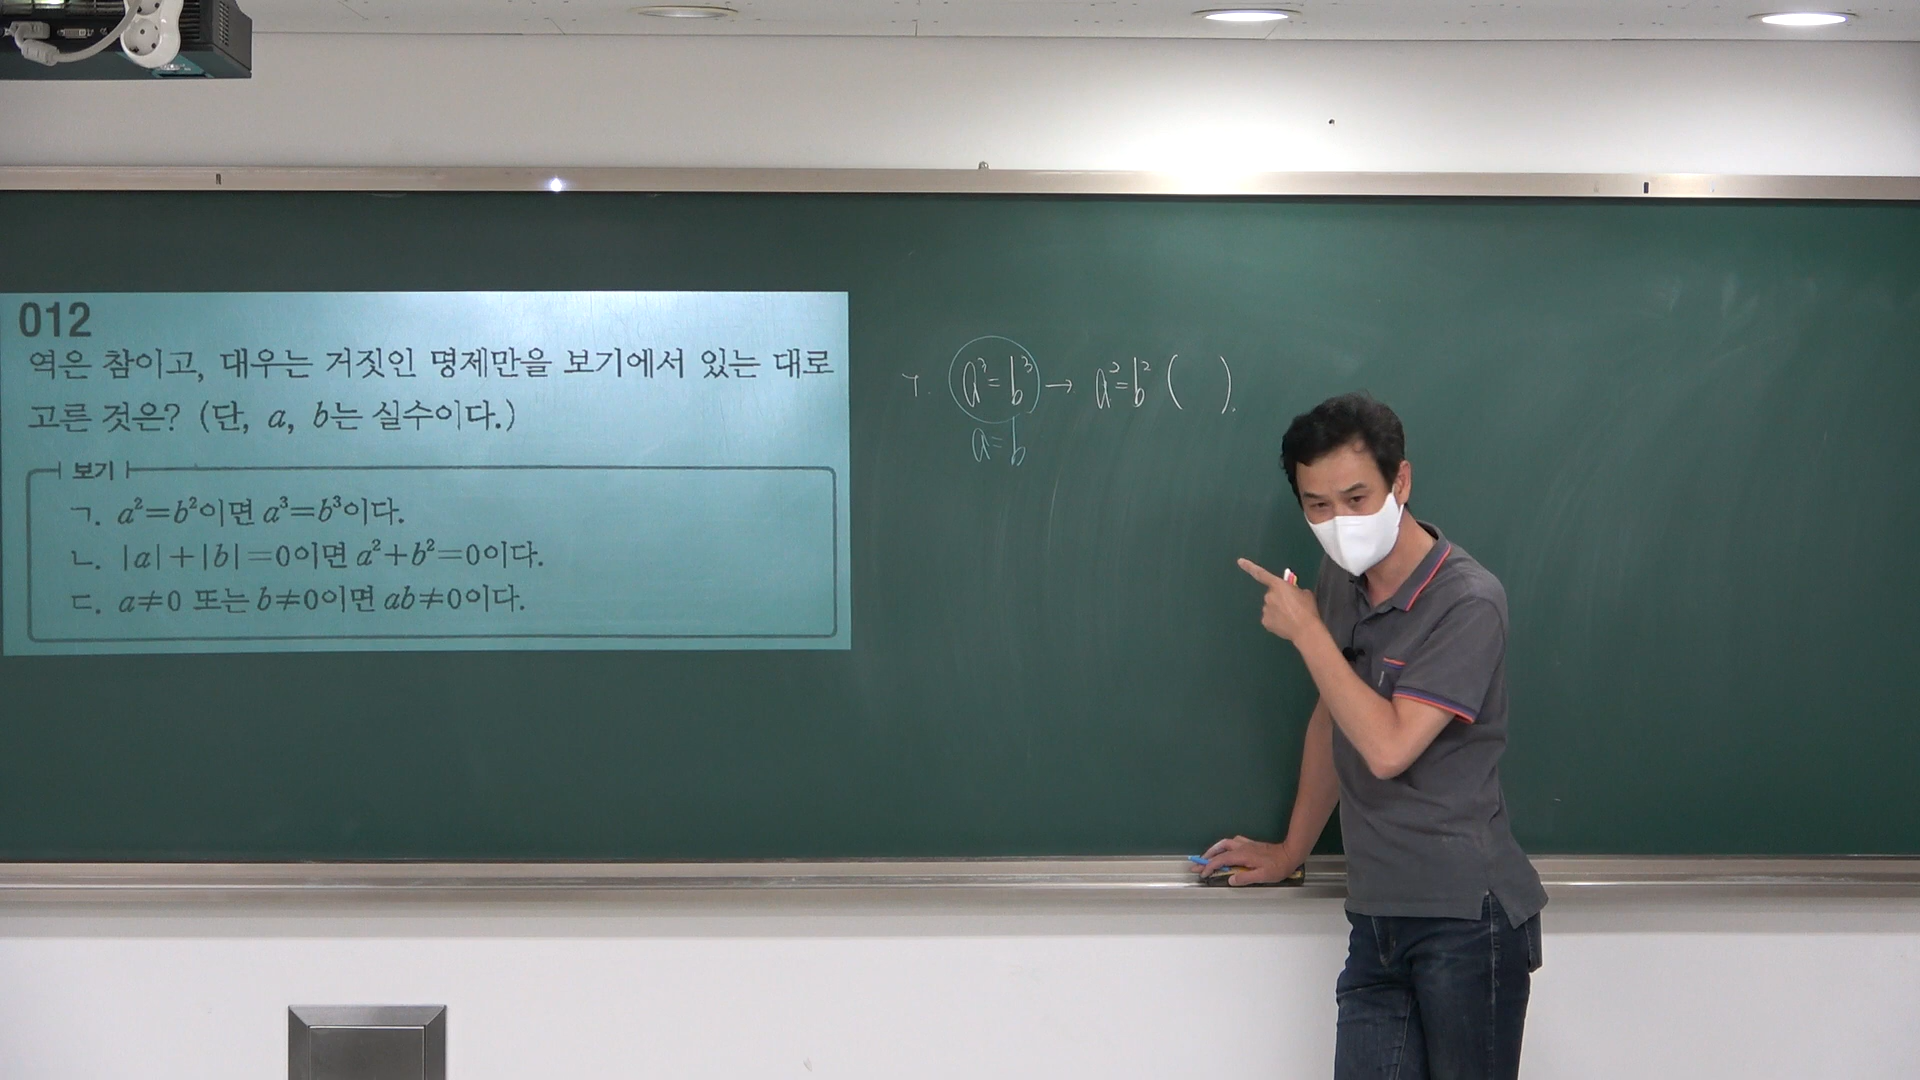 012
역은 참이고, 대우는 거짓인 명제만을 보기에서 있는 대로
고른 것은? (단, a, b는 실수이다.)
보기
ㄱ. a²=b²이면 a³=b³이다.
ㄴ. |a|+|b|=0이면 a²+b²=0이다.
ㄷ. a≠0 또는 b≠0이면 ab≠0이다.
ㄱ. a³=b³ → a²=b² (   ).
a=b